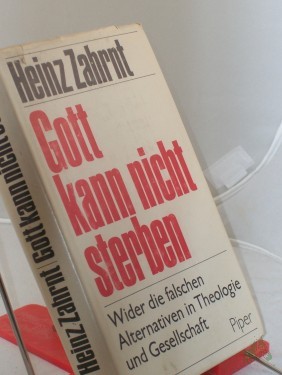 Heinz Zahrnt
Gott
kann nicht
sterben
Wider die falschen
Alternativen in Theologie
und Gesellschaft
Piper
Heinz Zahrnt Gott kann nicht